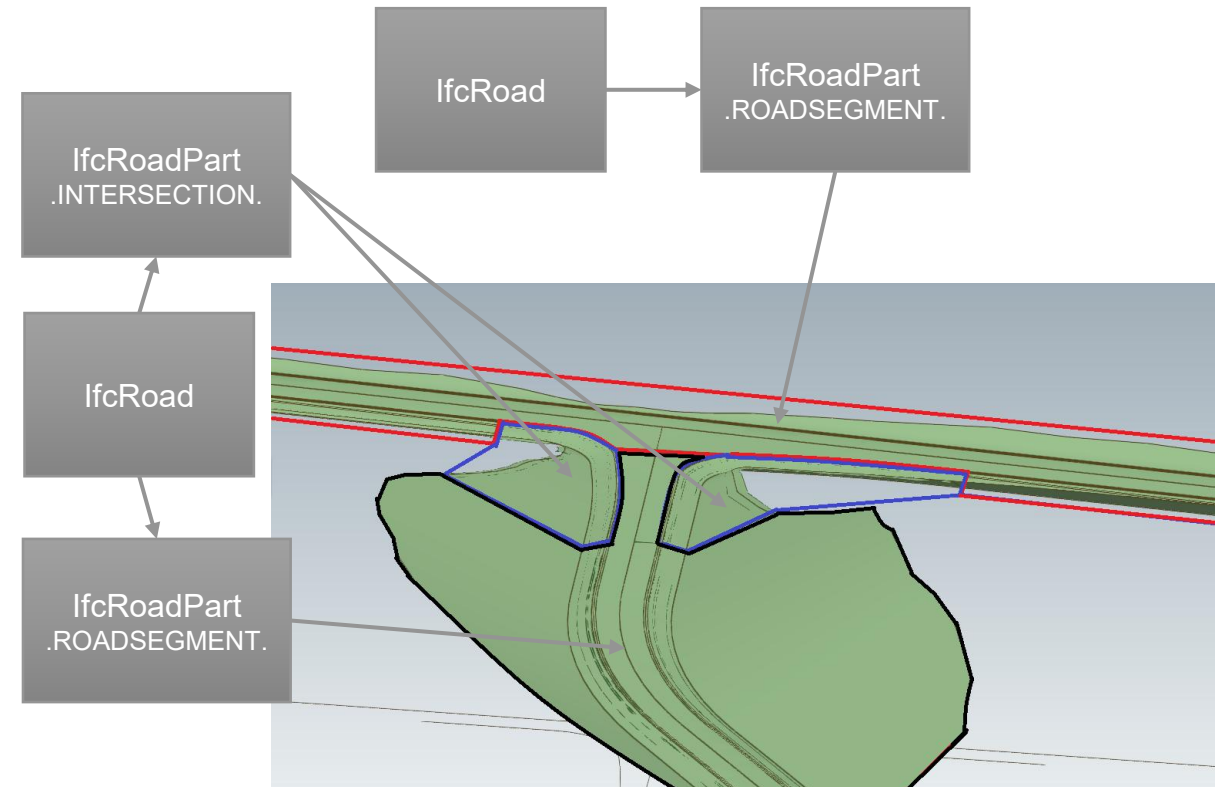 IfcRoad
IfcRoadPart
.ROADSEGMENT.
IfcRoadPart
.INTERSECTION.
IfcRoad
IfcRoadPart
.ROADSEGMENT.